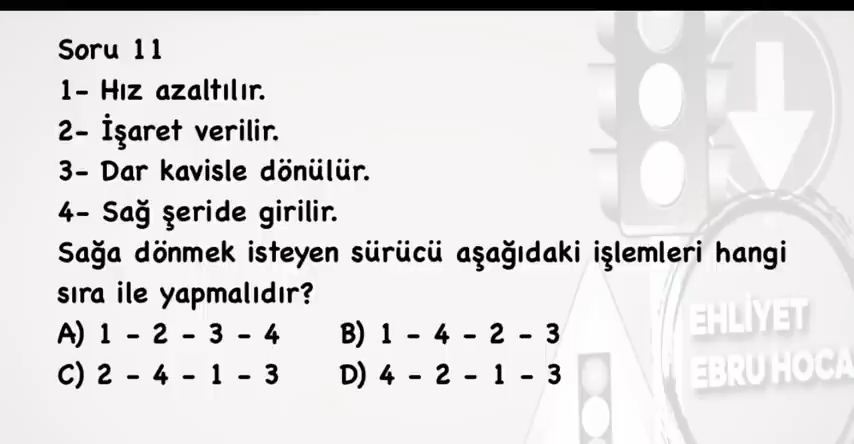 Soru 11
1- Hız azaltılır.
2- İşaret verilir.
3- Dar kavisle dönülür.
4- Sağ şeride girilir.
Sağa dönmek isteyen sürücü aşağıdaki işlemleri hangi
sıra ile yapmalıdır?
A) 1 - 2 - 3 - 4 B) 1 - 4 - 2 - 3
C) 2 - 4 - 1 - 3 D) 4 - 2 - 1 - 3
EHLİYET
EBRU HOCA